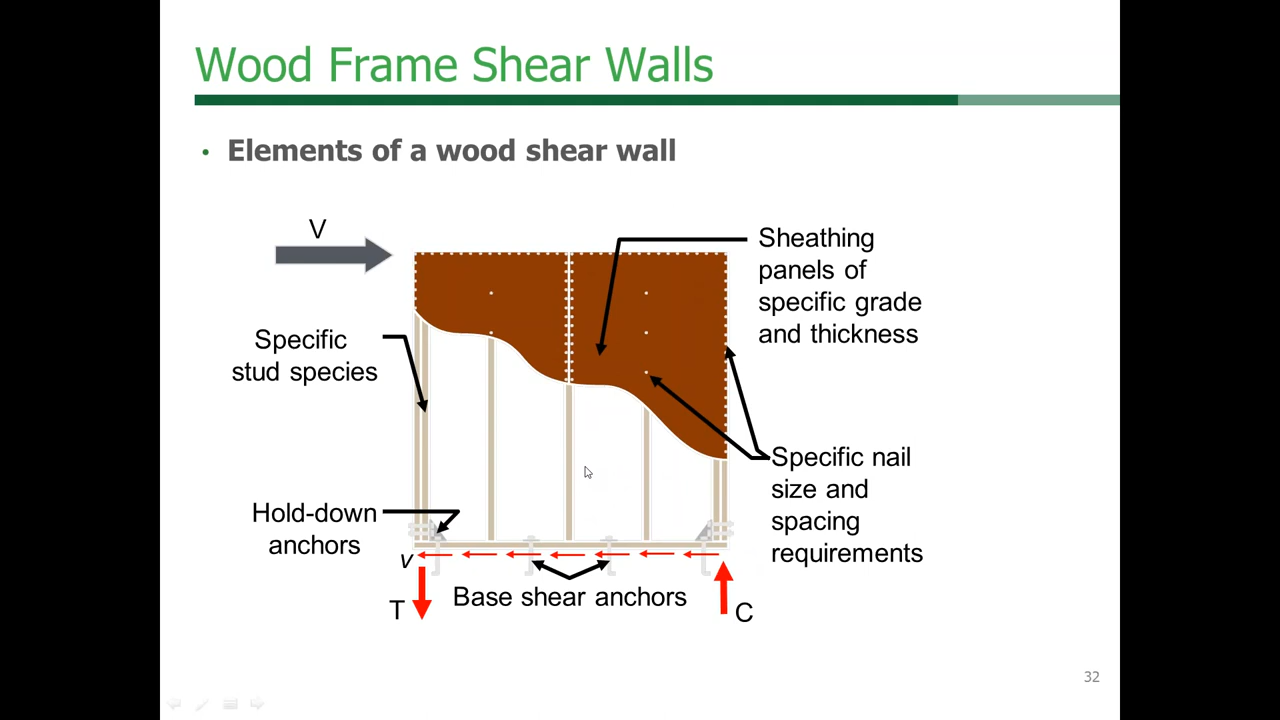 Wood Frame Shear Walls
• Elements of a wood shear wall
V
Sheathing
panels of
specific grade
and thickness
Specific
stud species
Specific nail
size and
spacing
requirements
Hold-down
anchors
v
Base shear anchors
T
C
32